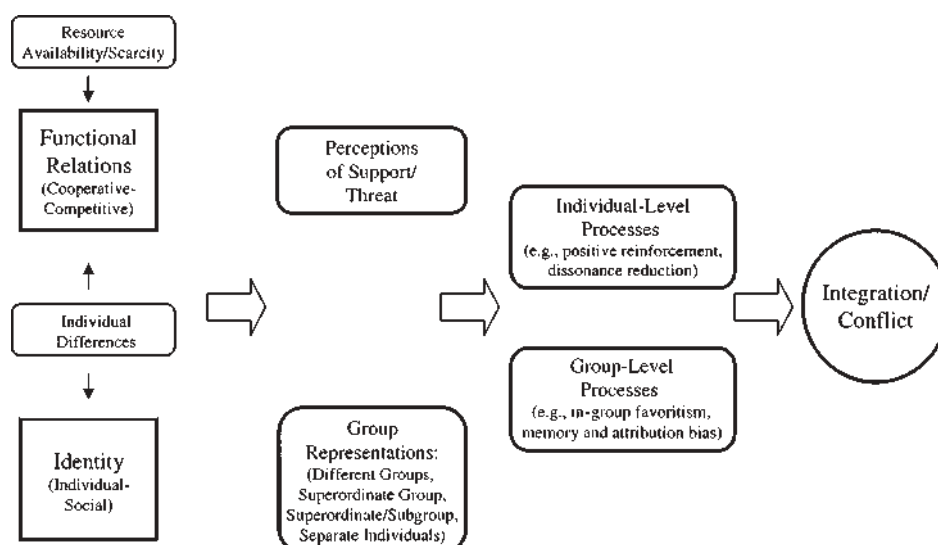 Resource
Availability/Scarcity
Functional
Relations
(Cooperative-
Competitive)
Individual
Differences
Identity
(Individual-
Social)
Perceptions
of Support/
Threat
Group
Representations:
(Different Groups,
Superordinate Group,
Superordinate/Subgroup,
Separate Individuals)
Individual-Level
Processes
(e.g., positive reinforcement,
dissonance reduction)
Group-Level
Processes
(e.g., in-group favoritism,
memory and attribution bias)
Integration/
Conflict